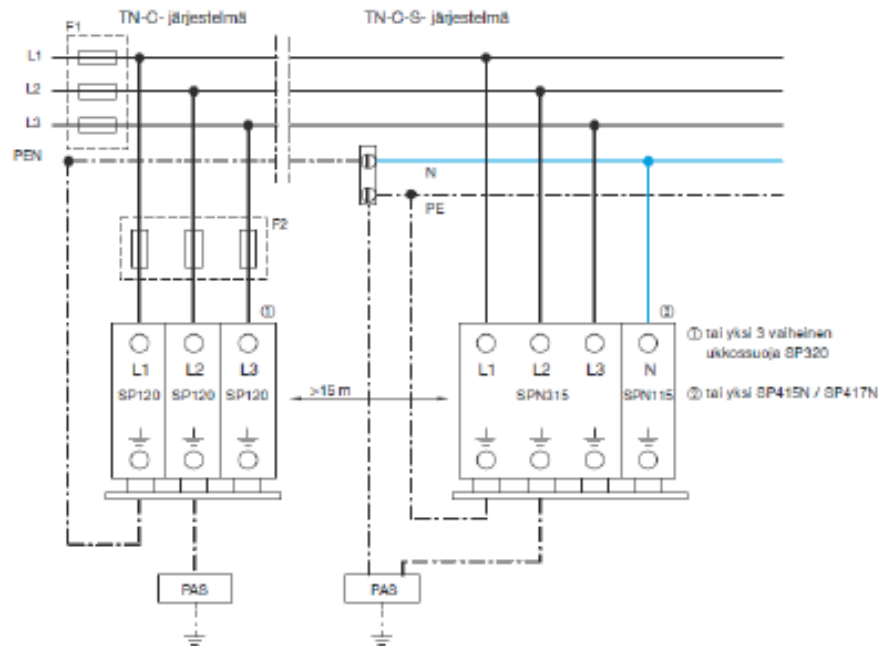 TN-C- järjestelmä
TN-C-S- järjestelmä
F1
L1
L2
L3
PEN
N
PE
F2
①
②
L1 L2 L3
SP120 SP120 SP120
>15 m
L1 L2 L3 N
SPN315 SPN115
① tai yksi 3 vaiheinen
ukkossuoja SP320
② tai yksi SP415N / SP417N
PAS
PAS